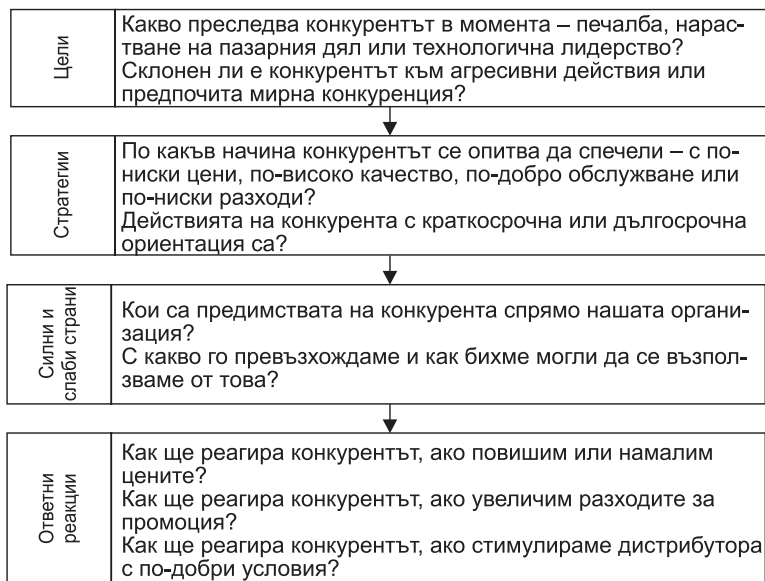 Цели
Какво преследва конкурентът в момента – печалба, нарас-
тване на пазарния дял или технологична лидерство?
Склонен ли е конкурентът към агресивни действия или
предпочита мирна конкуренция?
Стратегии
По какъв начина конкурентът се опитва да спечели – с по-
ниски цени, по-високо качество, по-добро обслужване или
по-ниски разходи?
Действията на конкурента с краткосрочна или дългосрочна
ориентация са?
Силни и
слаби страни
Кои са предимствата на конкурента спрямо нашата органи-
зация?
С какво го превъзхождаме и как бихме могли да се възпол-
зваме от това?
Ответни
реакции
Как ще реагира конкурентът, ако повишим или намалим
цените?
Как ще реагира конкурентът, ако увеличим разходите за
промоция?
Как ще реагира конкурентът, ако стимулираме дистрибутора
с по-добри условия?